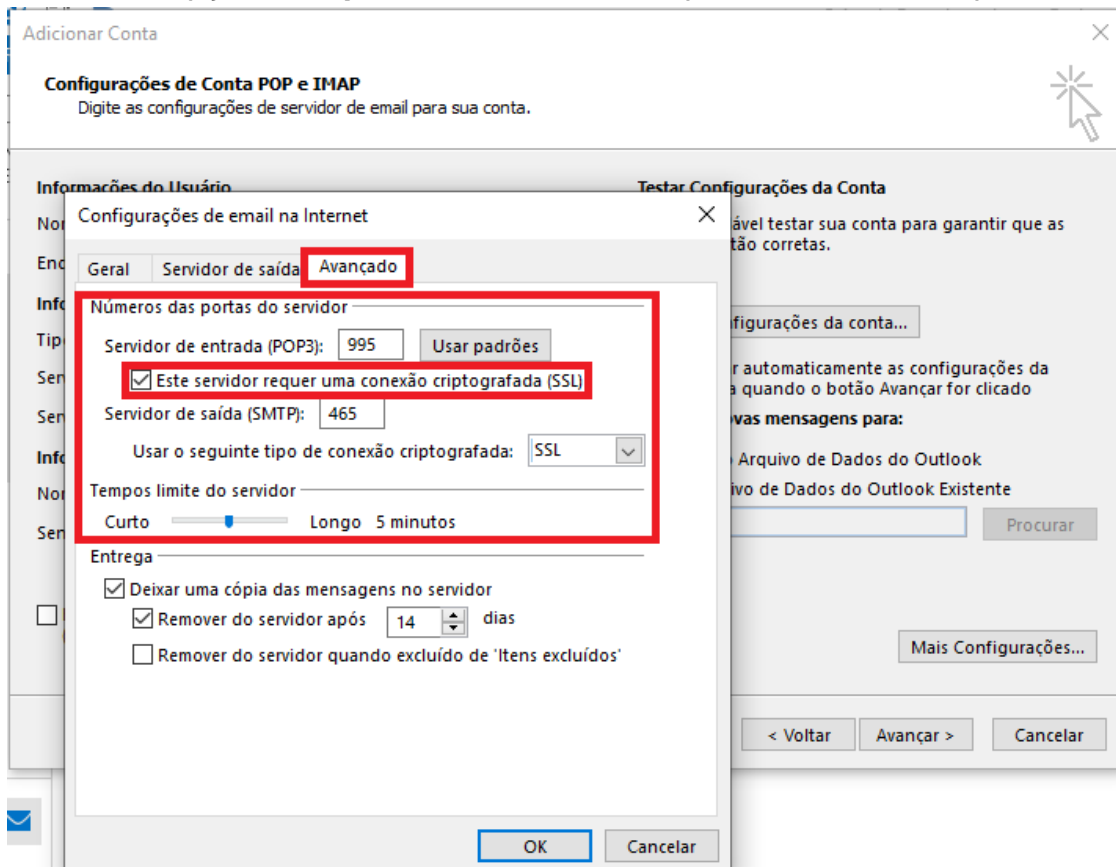 Adicionar Conta
Configurações de Conta POP e IMAP
Digite as configurações de servidor de email para sua conta.
Informações do Usuário
Testar Configurações da Conta
Configurações de email na Internet
ável testar sua conta para garantir que as
tão corretas.
Geral Servidor de saída Avançado
Números das portas do servidor
Servidor de entrada (POP3): 995 Usar padrões
figurações da conta...
Este servidor requer uma conexão criptografada (SSL)
r automaticamente as configurações da
a quando o botão Avançar for clicado
Servidor de saída (SMTP): 465
vas mensagens para:
Usar o seguinte tipo de conexão criptografada: SSL
Arquivo de Dados do Outlook
Tempos limite do servidor
ivo de Dados do Outlook Existente
Curto Longo 5 minutos
Procurar
Entrega
Deixar uma cópia das mensagens no servidor
Remover do servidor após 14 dias
Remover do servidor quando excluído de 'Itens excluídos'
Mais Configurações...
< Voltar Avançar > Cancelar
OK Cancelar